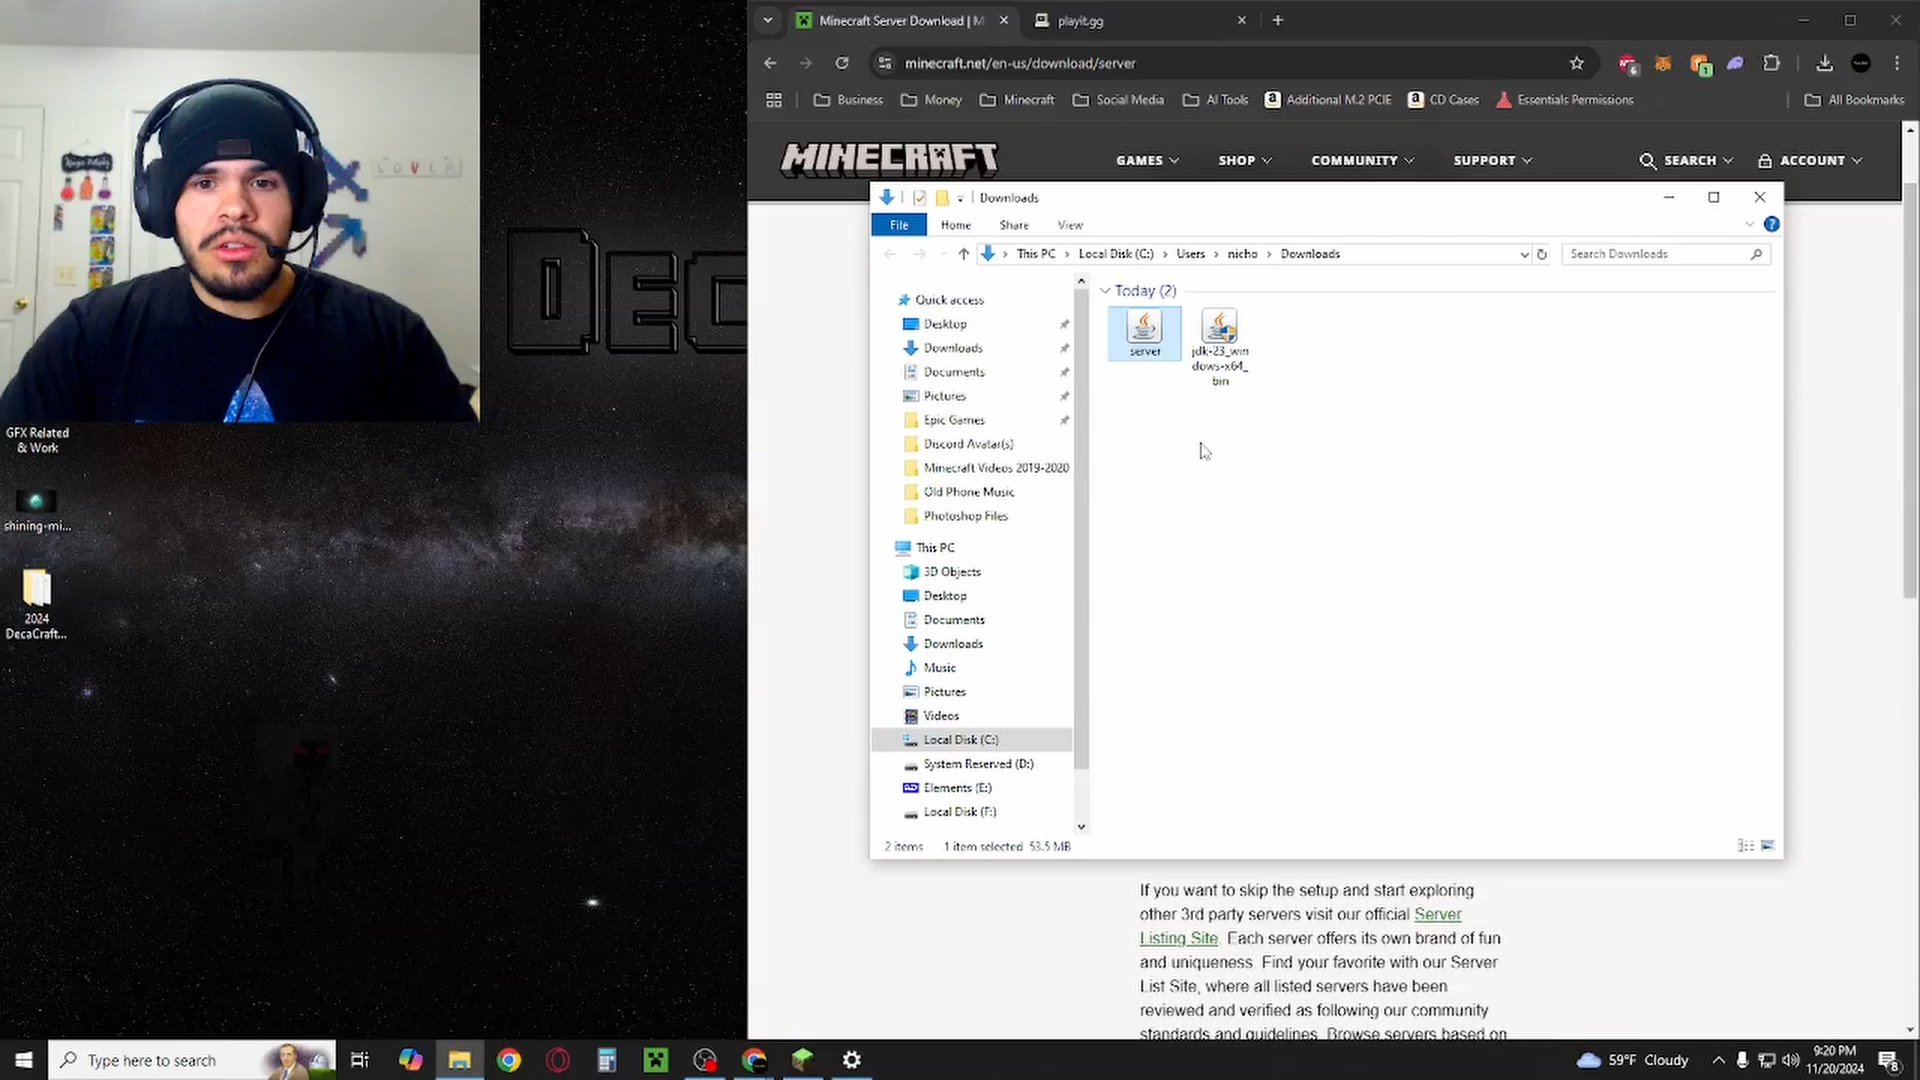 Minecraft Server Download | M
playit.gg
minecraft.net/en-us/download/server
Business
Money
Minecraft
Social Media
AI Tools
Additional M.2 PCIE
CD Cases
Essentials Permissions
All Bookmarks
MINECRAFT
GAMES
SHOP
COMMUNITY
SUPPORT
SEARCH
ACCOUNT
Downloads
File
Home
Share
View
This PC
Local Disk (C:)
Users
nicho
Downloads
Search Downloads
Quick access
Desktop
Downloads
Documents
Pictures
Epic Games
Discord Avatar(s)
Minecraft Videos 2019-2020
Old Phone Music
Photoshop Files
This PC
3D Objects
Desktop
Documents
Downloads
Music
Pictures
Videos
Local Disk (C:)
System Reserved (D:)
Elements (E:)
Local Disk (F:)
Today (2)
server
jdk-23_win
dows-x64_
bin
2 items
1 item selected 53.5 MB
If you want to skip the setup and start exploring
other 3rd party servers visit our official Server
Listing Site. Each server offers its own brand of fun
and uniqueness. Find your favorite with our Server
List Site, where all listed servers have been
reviewed and verified as following our community
standards and guidelines. Browse servers based on
LOVER
DEC
GFX Related
& Work
shining-mi...
2024
DecaCraft...
Type here to search
59°F Cloudy
9:20 PM
11/20/2024